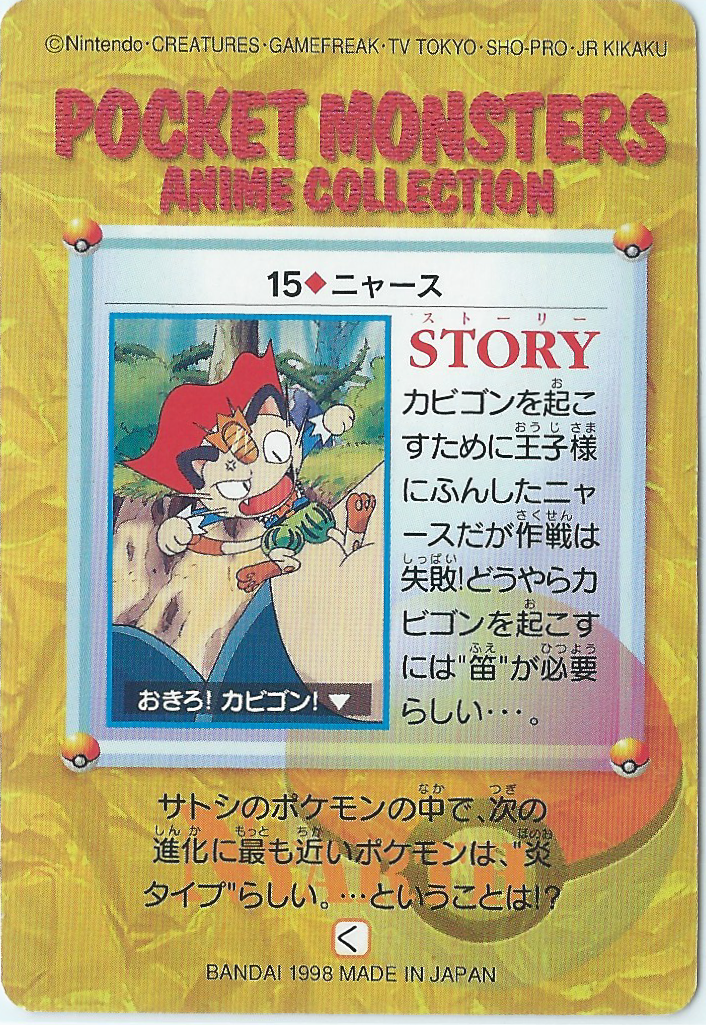 ©Nintendo・CREATURES・GAMEFREAK・TV TOKYO・SHO-PRO・JR KIKAKU
POCKET MONSTERS
ANIME COLLECTION
15◆ニャース
ストーリー
STORY
カビゴンを起こ
すために王子様
にふんしたニャ
ースだが作戦は
失敗!どうやらカ
ビゴンを起こす
には"笛"が必要
らしい…。
おきろ! カビゴン!▼
サトシのポケモンの中で、次の
進化に最も近いポケモンは、"炎
タイプ"らしい。…ということは!?
く
BANDAI 1998 MADE IN JAPAN